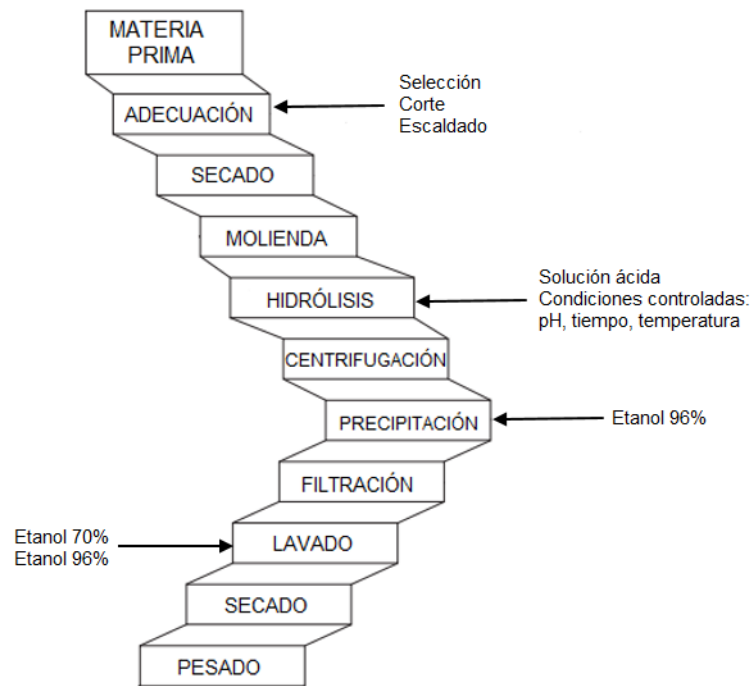 MATERIA
PRIMA
Selección
Corte
Escaldado
ADECUACIÓN
SECADO
MOLIENDA
Solución ácida
Condiciones controladas:
pH, tiempo, temperatura
HIDRÓLISIS
CENTRIFUGACIÓN
PRECIPITACIÓN
Etanol 96%
FILTRACIÓN
Etanol 70%
Etanol 96%
LAVADO
SECADO
PESADO